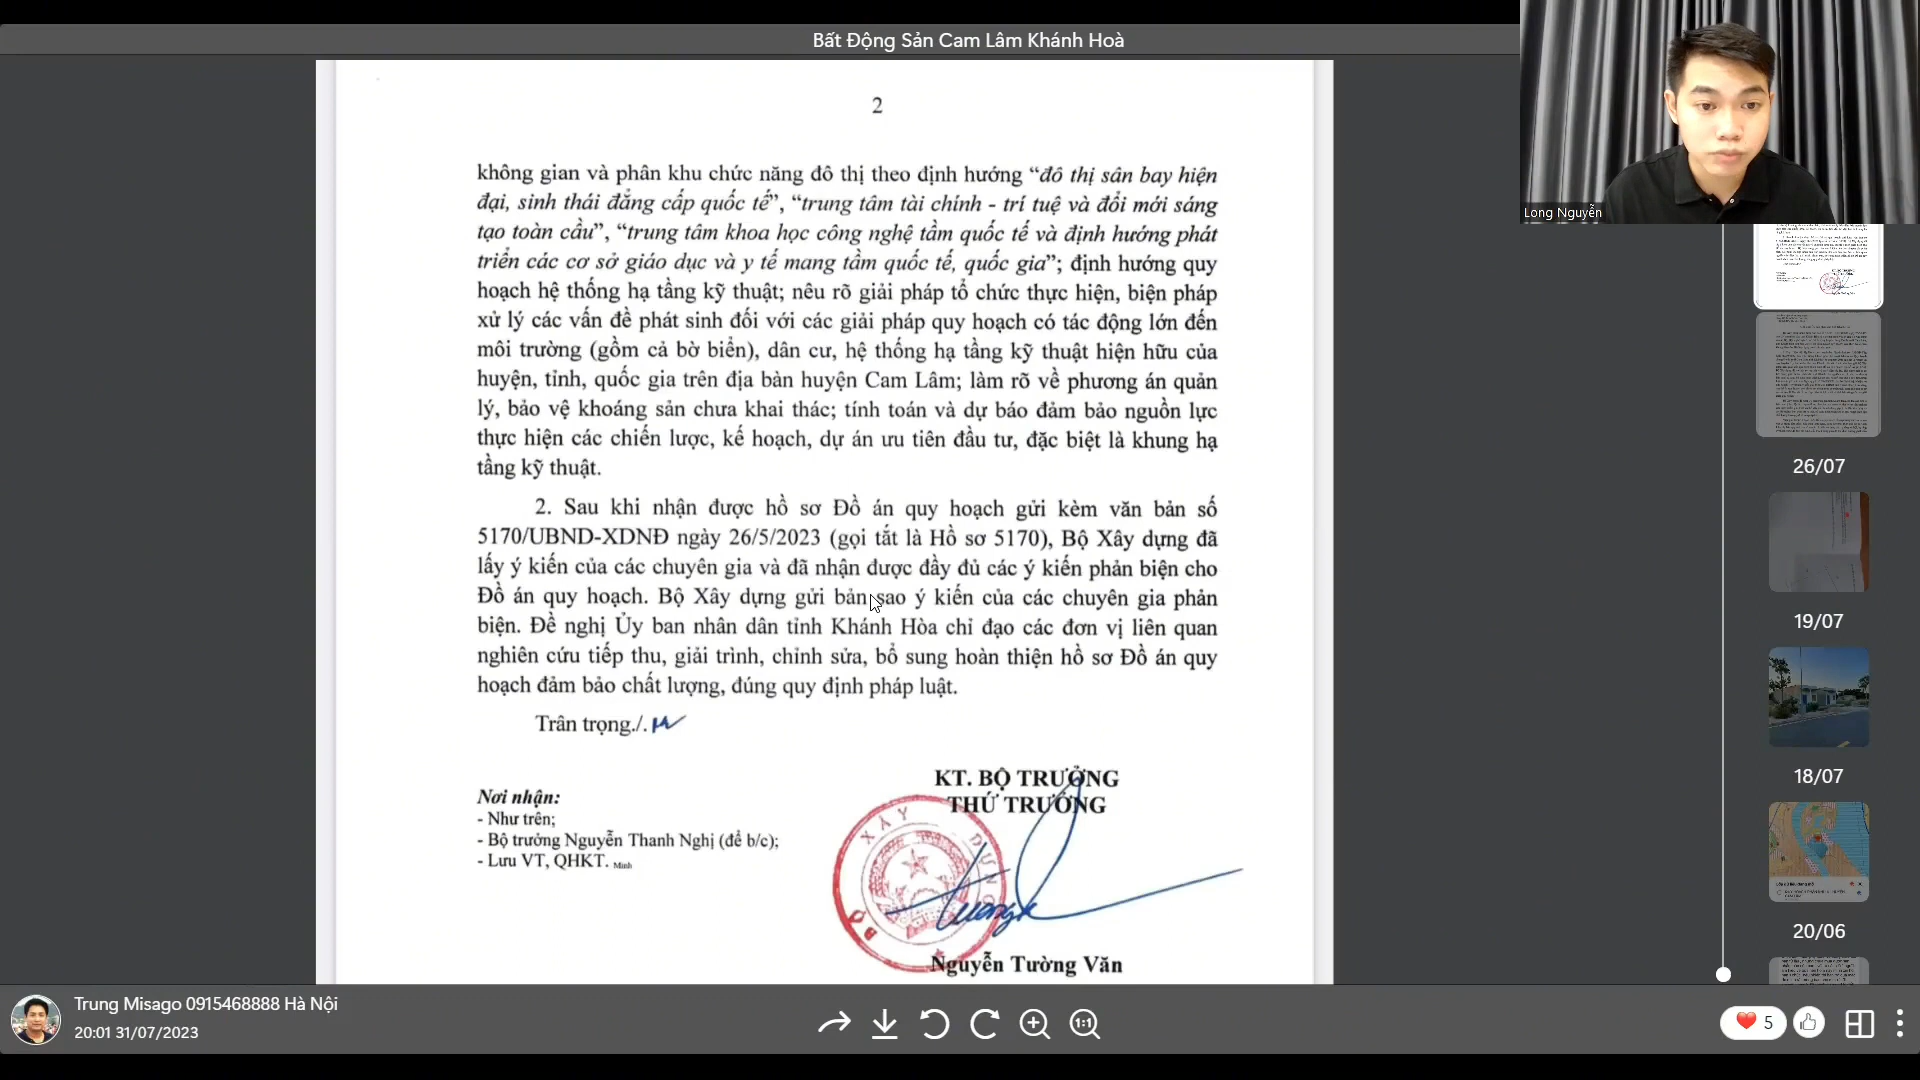 Bất Động Sản Cam Lâm Khánh Hoà
Long Nguyễn
2
không gian và phân khu chức năng đô thị theo định hướng “đô thị sân bay hiện
đại, sinh thái đẳng cấp quốc tế”, “trung tâm tài chính - trí tuệ và đổi mới sáng
tạo toàn cầu”, “trung tâm khoa học công nghệ tầm quốc tế và định hướng phát
triển các cơ sở giáo dục và y tế mang tầm quốc tế, quốc gia”; định hướng quy
hoạch hệ thống hạ tầng kỹ thuật; nêu rõ giải pháp tổ chức thực hiện, biện pháp
xử lý các vấn đề phát sinh đối với các giải pháp quy hoạch có tác động lớn đến
môi trường (gồm cả bờ biển), dân cư, hệ thống hạ tầng kỹ thuật hiện hữu của
huyện, tỉnh, quốc gia trên địa bàn huyện Cam Lâm; làm rõ về phương án quản
lý, bảo vệ khoáng sản chưa khai thác; tính toán và dự báo đảm bảo nguồn lực
thực hiện các chiến lược, kế hoạch, dự án ưu tiên đầu tư, đặc biệt là khung hạ
tầng kỹ thuật.
2. Sau khi nhận được hồ sơ Đồ án quy hoạch gửi kèm văn bản số
5170/UBND-XDNĐ ngày 26/5/2023 (gọi tắt là Hồ sơ 5170), Bộ Xây dựng đã
lấy ý kiến của các chuyên gia và đã nhận được đầy đủ các ý kiến phản biện cho
Đồ án quy hoạch. Bộ Xây dựng gửi bản sao ý kiến của các chuyên gia phản
biện. Đề nghị Ủy ban nhân dân tỉnh Khánh Hòa chỉ đạo các đơn vị liên quan
nghiên cứu tiếp thu, giải trình, chỉnh sửa, bổ sung hoàn thiện hồ sơ Đồ án quy
hoạch đảm bảo chất lượng, đúng quy định pháp luật.
Trân trọng./.
Nơi nhận:
- Như trên;
- Bộ trưởng Nguyễn Thanh Nghị (để b/c);
- Lưu VT, QHKT. Minh
KT. BỘ TRƯỞNG
THỨ TRƯỞNG
BỘ XÂY DỰNG
Nguyễn Tường Văn
26/07
19/07
18/07
20/06
Trung Misago 0915468888 Hà Nội
20:01 31/07/2023
1:1
5